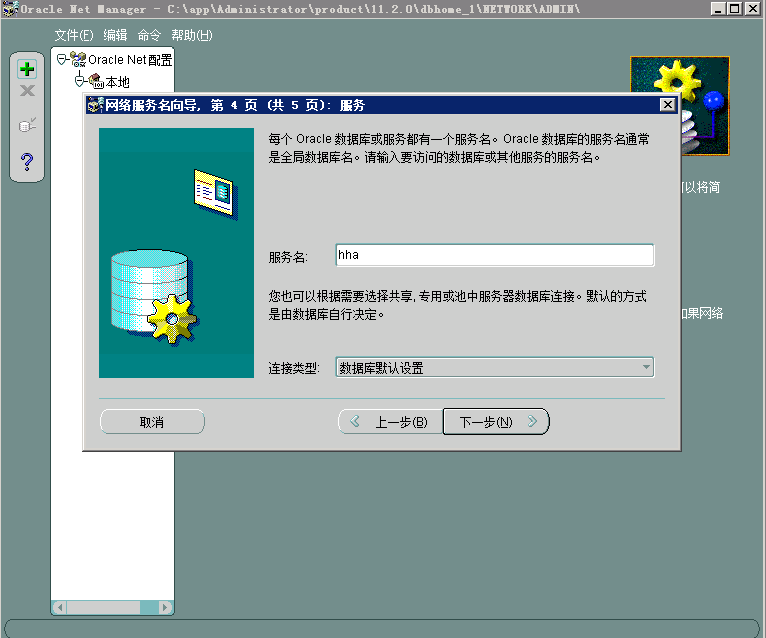 Oracle Net Manager - C:\app\Administrator\product\11.2.0\dbhome_1\NETWORK\ADMIN\
文件(F) 编辑 命令 帮助(H)
Oracle Net配置
本地
网络服务名向导, 第 4 页 (共 5 页): 服务
每个 Oracle 数据库或服务都有一个服务名。Oracle 数据库的服务名通常
是全局数据库名。请输入要访问的数据库或其他服务的服务名。
可以将简
服务名: hha
您也可以根据需要选择共享, 专用或池中服务器数据库连接。默认的方式
是由数据库自行决定。
如果网络
连接类型: 数据库默认设置
取消 上一步(B) 下一步(N)